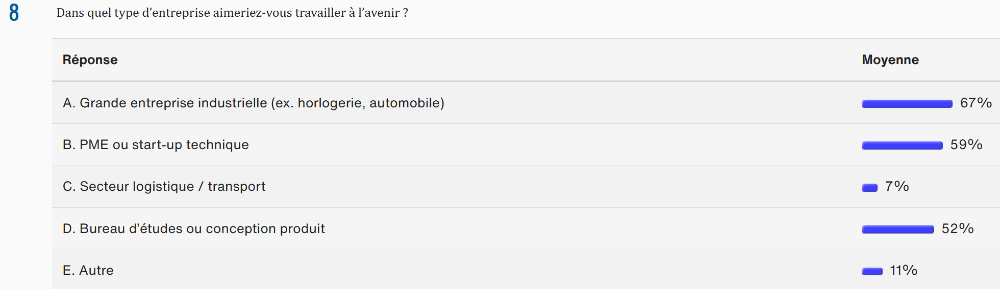 8 Dans quel type d’entreprise aimeriez-vous travailler à l’avenir ?
Réponse Moyenne
A. Grande entreprise industrielle (ex. horlogerie, automobile) 67%
B. PME ou start-up technique 59%
C. Secteur logistique / transport 7%
D. Bureau d’études ou conception produit 52%
E. Autre 11%